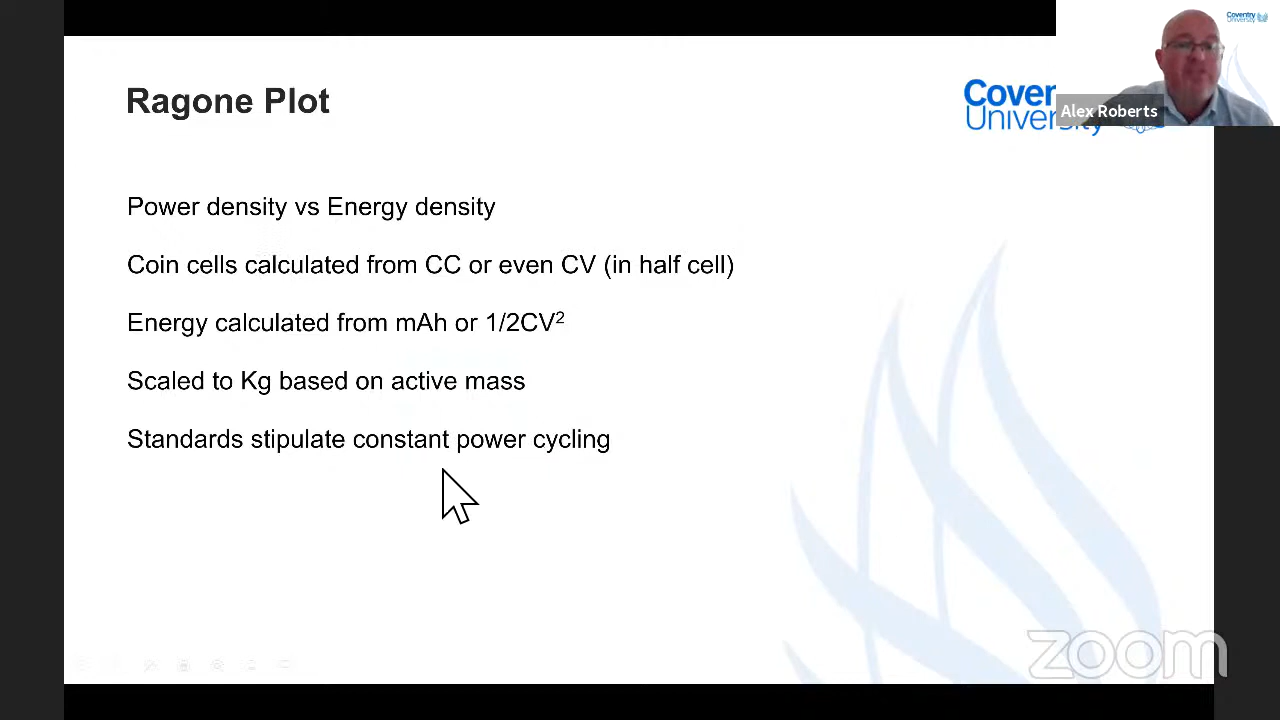 Coventry
University
Ragone Plot
Cover
University
Alex Roberts
Power density vs Energy density
Coin cells calculated from CC or even CV (in half cell)
Energy calculated from mAh or 1/2CV²
Scaled to Kg based on active mass
Standards stipulate constant power cycling
zoom